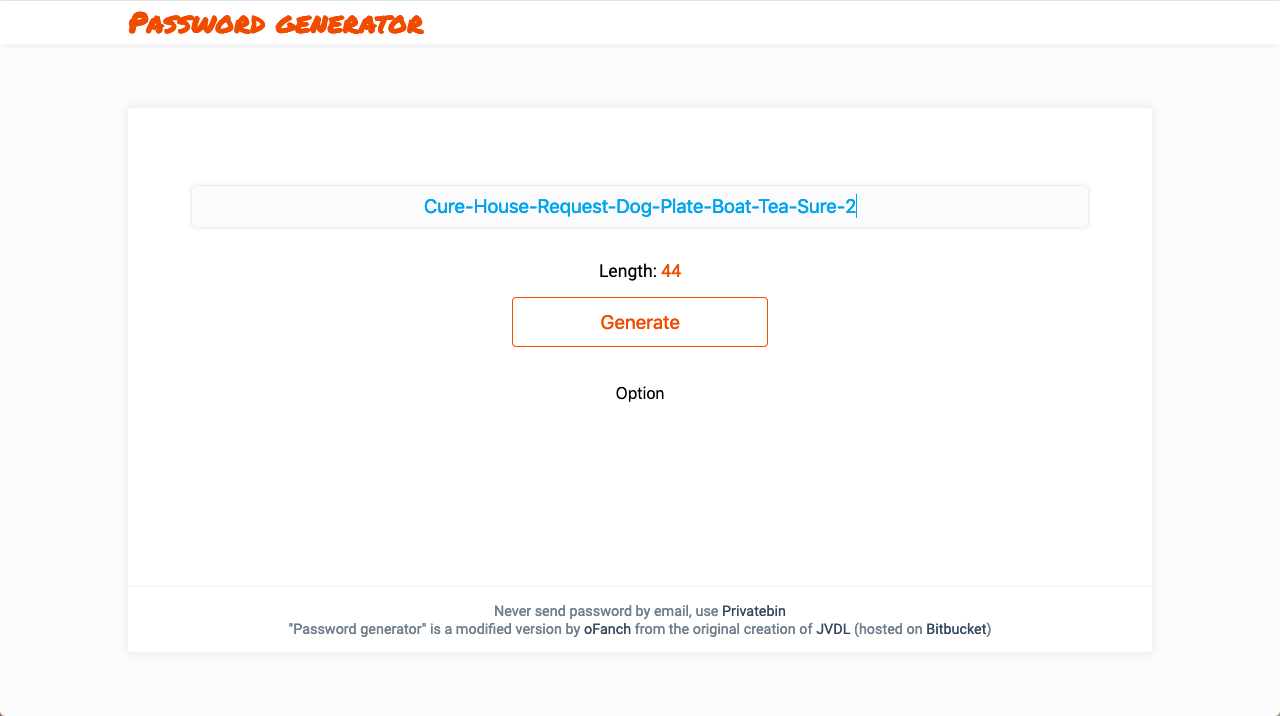 Password generator
Cure-House-Request-Dog-Plate-Boat-Tea-Sure-2
Length: 44
Generate
Option
Never send password by email, use Privatebin
"Password generator" is a modified version by oFanch from the original creation of JVDL (hosted on Bitbucket)